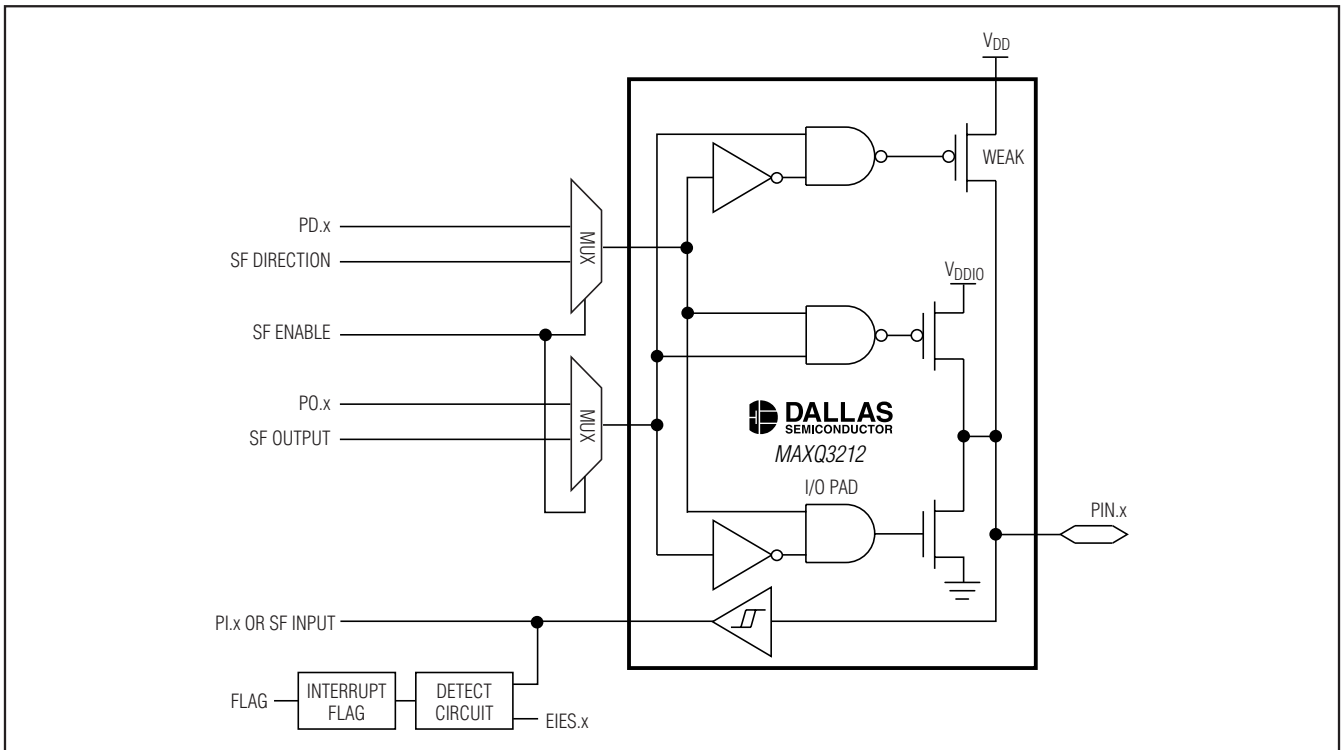 VDD
WEAK
PD.x
MUX
SF DIRECTION
VDDIO
SF ENABLE
PO.x
MUX
SF OUTPUT
DALLAS
SEMICONDUCTOR
MAXQ3212
I/O PAD
PIN.x
PI.x OR SF INPUT
FLAG
INTERRUPT
FLAG
DETECT
CIRCUIT
EIES.x